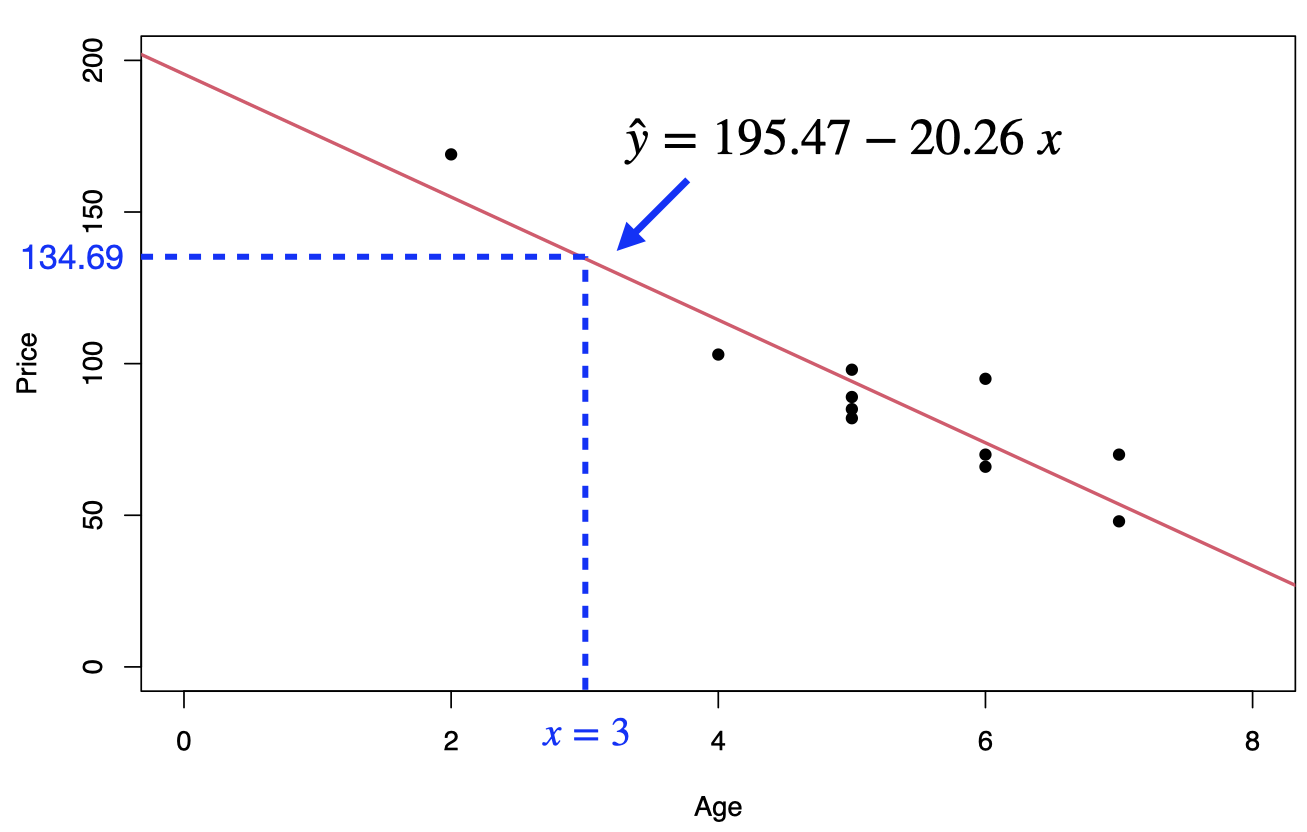 ŷ = 195.47 − 20.26 x
200
150
134.69
100
50
0
Price
0 2 x = 3 4 6 8
Age